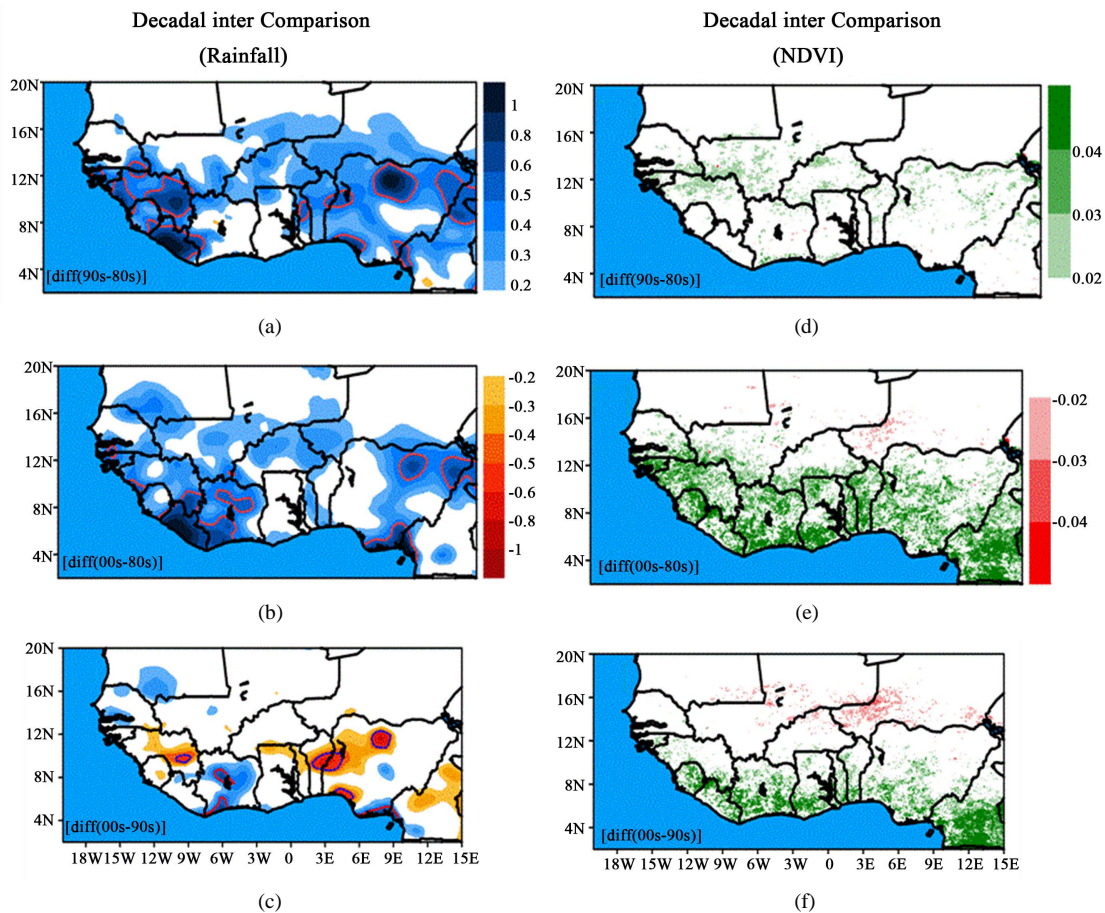 Decadal inter Comparison
(Rainfall)
Decadal inter Comparison
(NDVI)
20N
16N
12N
8N
4N
[diff(90s-80s)]
1
0.8
0.6
0.5
0.4
0.3
0.2
(a)
20N
16N
12N
8N
4N
[diff(90s-80s)]
0.04
0.03
0.02
(d)
20N
16N
12N
8N
4N
[diff(00s-80s)]
-0.2
-0.3
-0.4
-0.5
-0.6
-0.8
-1
(b)
20N
16N
12N
8N
4N
[diff(00s-80s)]
-0.02
-0.03
-0.04
(e)
20N
16N
12N
8N
4N
[diff(00s-90s)]
18W 15W 12W 9W 6W 3W 0 3E 6E 9E 12E 15E
(c)
20N
16N
12N
8N
4N
[diff(00s-90s)]
18W 15W 12W 9W 6W 3W 0 3E 6E 9E 12E 15E
(f)